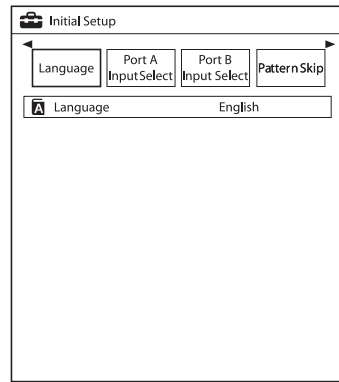 Initial Setup
Language
Port A
Input Select
Port B
Input Select
Pattern Skip
A Language English